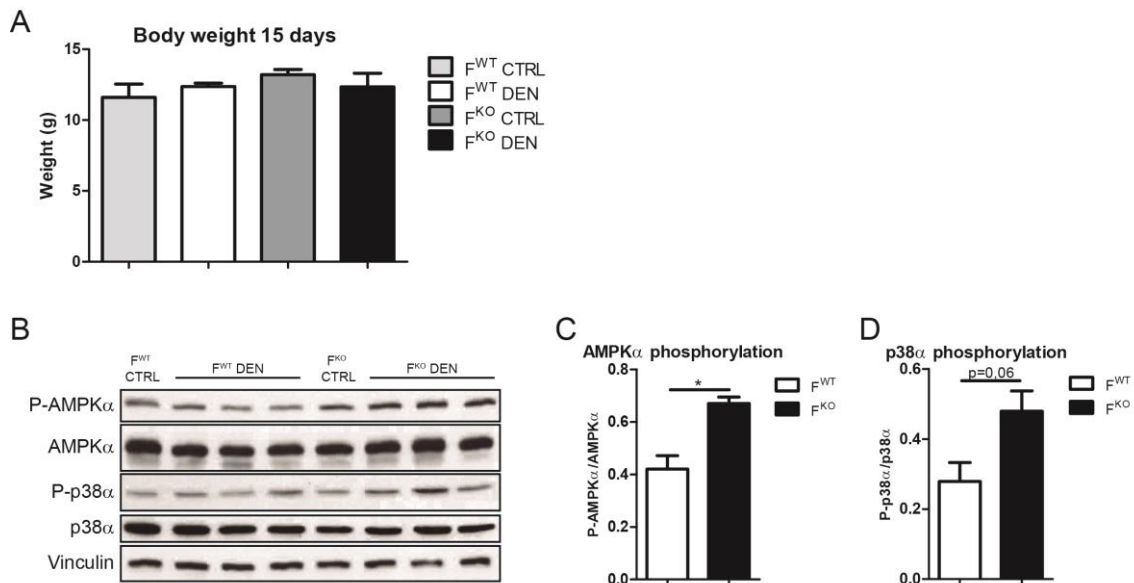 A
Body weight 15 days
Weight (g)
15
10
5
0
F^WT CTRL
F^WT DEN
F^KO CTRL
F^KO DEN
B
F^WT CTRL
F^WT DEN
F^KO CTRL
F^KO DEN
P-AMPKα
AMPKα
P-p38α
p38α
Vinculin
C
AMPKα phosphorylation
P-AMPKα/AMPKα
0.8
0.6
0.4
0.2
0.0
*
F^WT
F^KO
D
p38α phosphorylation
P-p38α/p38α
0.6
0.4
0.2
0.0
p=0,06
F^WT
F^KO